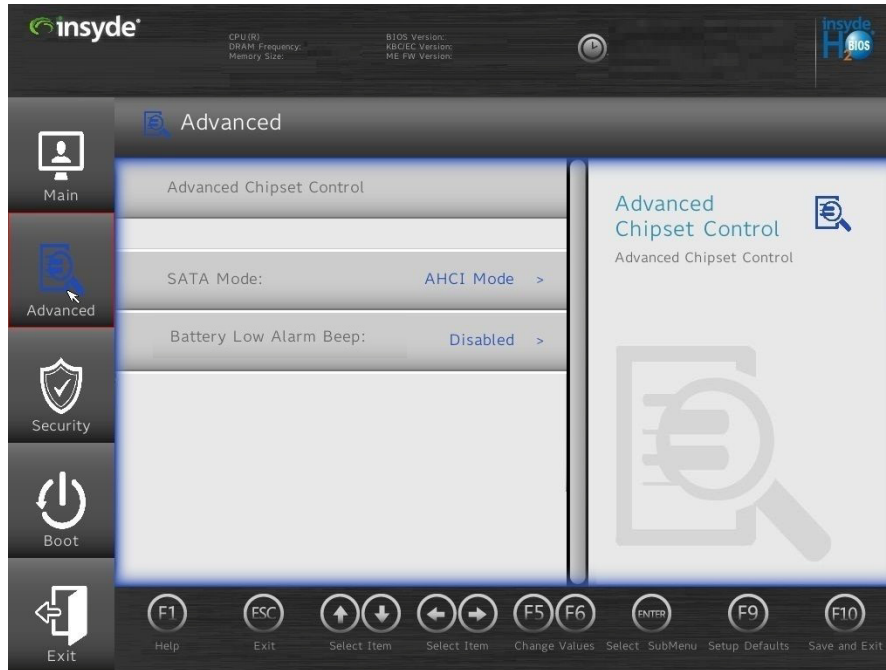 insyde
CPU(R)
DRAM Frequency:
Memory Size:
BIOS Version:
KBC/EC Version:
ME FW Version:
insyde
H2O BIOS
Advanced
Main
Advanced
Security
Boot
Exit
Advanced Chipset Control
SATA Mode: AHCI Mode >
Battery Low Alarm Beep: Disabled >
Advanced
Chipset Control
Advanced Chipset Control
F1 ESC F5 F6 ENTER F9 F10
Help Exit Select Item Select Item Change Values Select SubMenu Setup Defaults Save and Exit